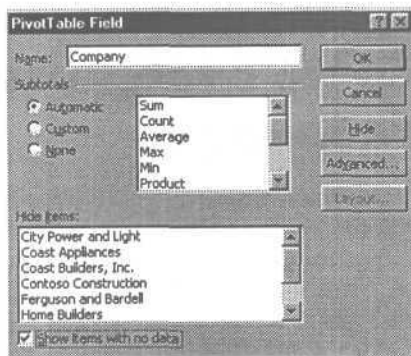 PivotTable Field
Name: Company
OK
Subtotals
Automatic
Custom
None
Sum
Count
Average
Max
Min
Product
Cancel
Hide
Advanced...
Layout...
Hide items:
City Power and Light
Coast Appliances
Coast Builders, Inc.
Contoso Construction
Ferguson and Bardell
Home Builders
Show items with no data